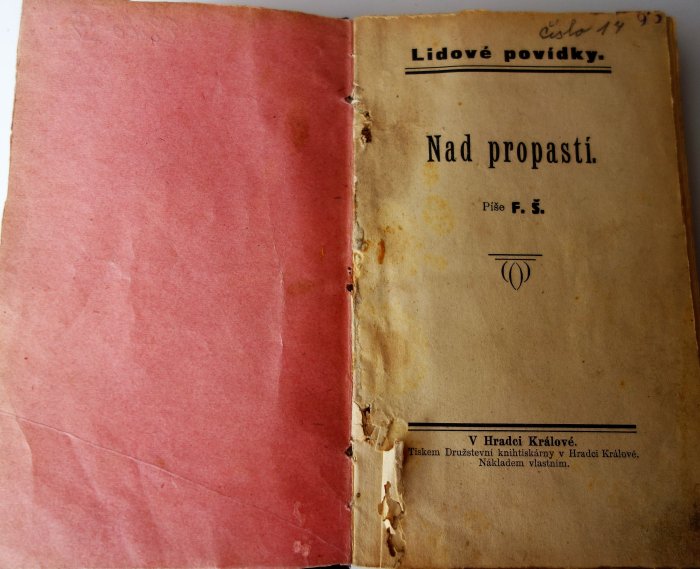 číslo 14
Lidové povídky.
Nad propastí.
Píše F. Š.
V Hradci Králové.
Tiskem Družstevní knihtiskárny v Hradci Králové.
Nákladem vlastním.